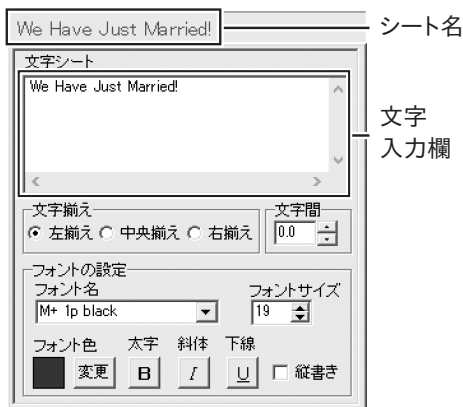 We Have Just Married!
シート名
文字シート
We Have Just Married!
文字
入力欄
文字揃え
左揃え 中央揃え 右揃え
文字間
0.0
フォントの設定
フォント名
フォントサイズ
M+ 1p black
19
フォント色 太字 斜体 下線
変更 B I U 縦書き